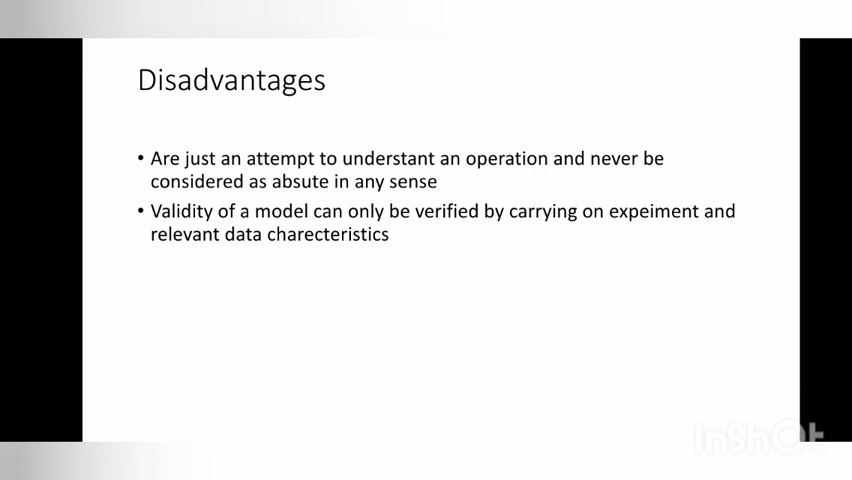 Disadvantages
• Are just an attempt to understant an operation and never be
considered as absute in any sense
• Validity of a model can only be verified by carrying on expeiment and
relevant data charecteristics
InShOt